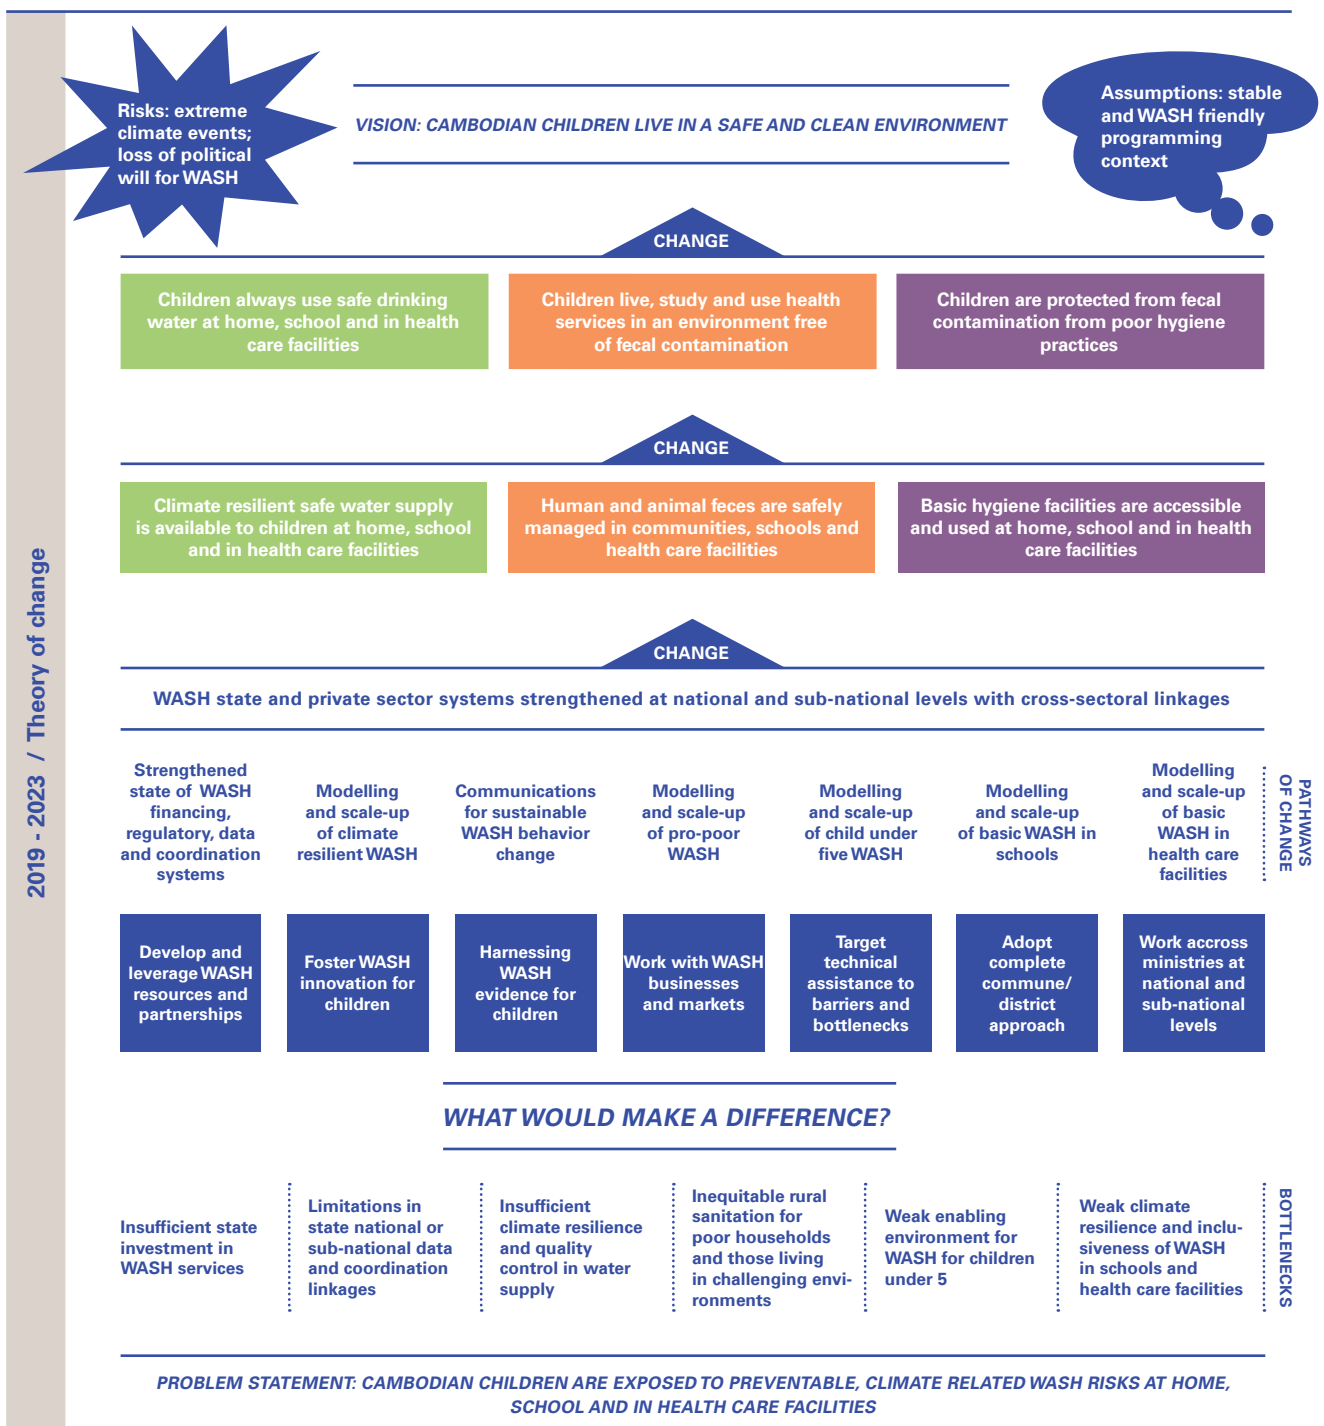 2019 - 2023 / Theory of change
Risks: extreme
climate events;
loss of political
will for WASH
VISION: CAMBODIAN CHILDREN LIVE IN A SAFE AND CLEAN ENVIRONMENT
Assumptions: stable
and WASH friendly
programming
context
CHANGE
Children always use safe drinking
water at home, school and in health
care facilities
Children live, study and use health
services in an environment free
of fecal contamination
Children are protected from fecal
contamination from poor hygiene
practices
CHANGE
Climate resilient safe water supply
is available to children at home, school
and in health care facilities
Human and animal feces are safely
managed in communities, schools and
health care facilities
Basic hygiene facilities are accessible
and used at home, school and in health
care facilities
CHANGE
WASH state and private sector systems strengthened at national and sub-national levels with cross-sectoral linkages
Strengthened
state of WASH
financing,
regulatory, data
and coordination
systems
Modelling
and scale-up
of climate
resilient WASH
Communications
for sustainable
WASH behavior
change
Modelling
and scale-up
of pro-poor
WASH
Modelling
and scale-up
of child under
five WASH
Modelling
and scale-up
of basic WASH in
schools
Modelling
and scale-up
of basic
WASH in
health care
facilities
PATHWAYS
OF CHANGE
Develop and
leverage WASH
resources and
partnerships
Foster WASH
innovation for
children
Harnessing
WASH
evidence for
children
Work with WASH
businesses
and markets
Target
technical
assistance to
barriers and
bottlenecks
Adopt
complete
commune/
district
approach
Work accross
ministries at
national and
sub-national
levels
WHAT WOULD MAKE A DIFFERENCE?
Insufficient state
investment in
WASH services
Limitations in
state national or
sub-national data
and coordination
linkages
Insufficient
climate resilience
and quality
control in water
supply
Inequitable rural
sanitation for
poor households
and those living
in challenging envi-
ronments
Weak enabling
environment for
WASH for children
under 5
Weak climate
resilience and inclu-
siveness of WASH
in schools and
health care facilities
BOTTLENECKS
PROBLEM STATEMENT: CAMBODIAN CHILDREN ARE EXPOSED TO PREVENTABLE, CLIMATE RELATED WASH RISKS AT HOME,
SCHOOL AND IN HEALTH CARE FACILITIES